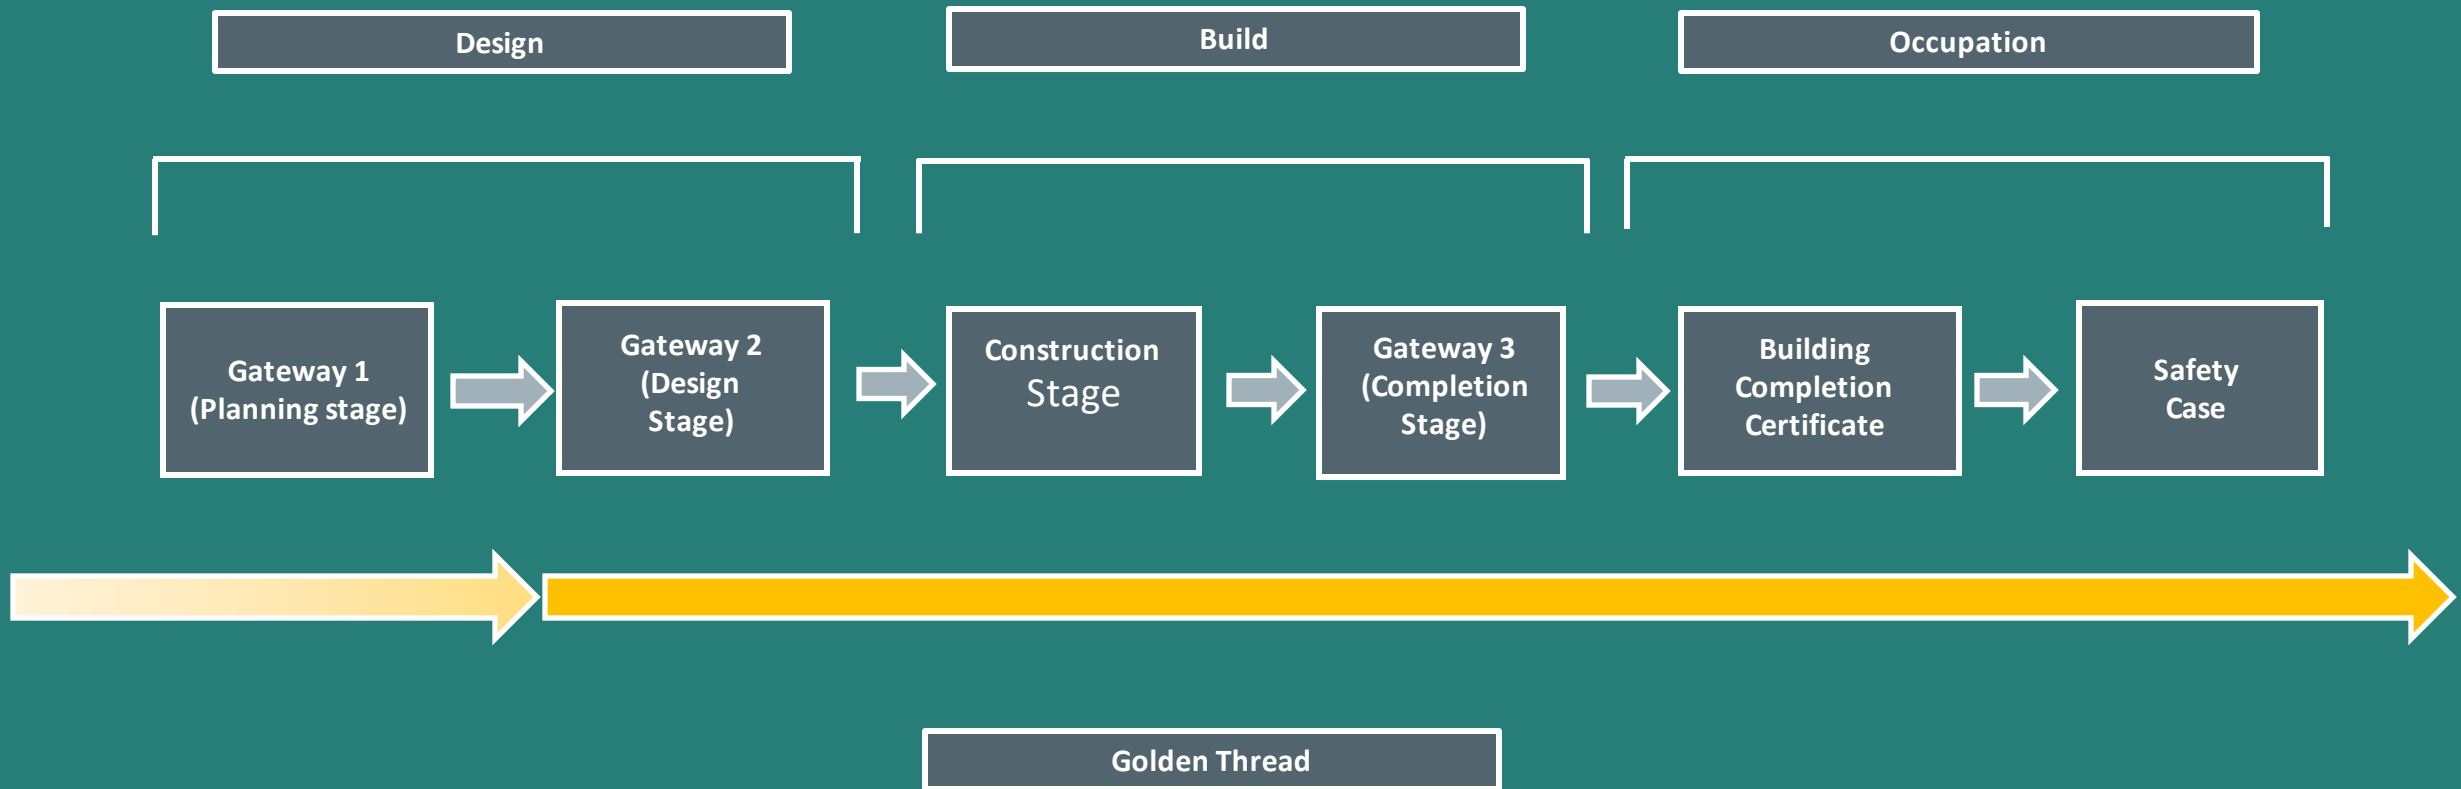 Design
Build
Occupation
Gateway 1
(Planning stage)
Gateway 2
(Design
Stage)
Construction
Stage
Gateway 3
(Completion
Stage)
Building
Completion
Certificate
Safety
Case
Golden Thread